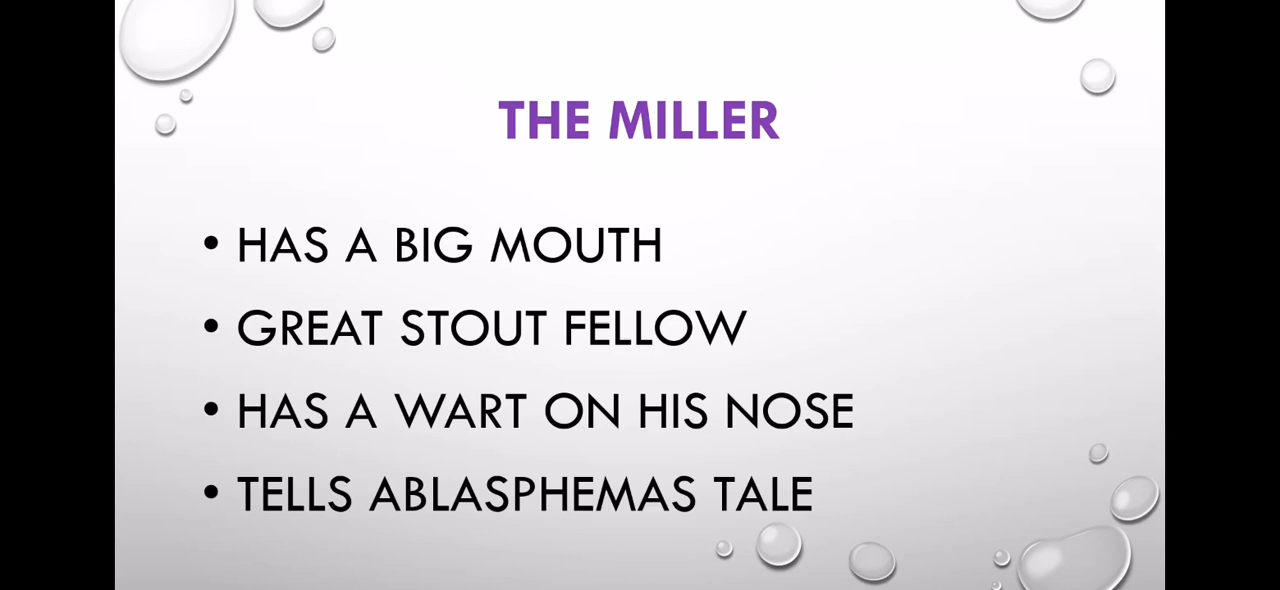 THE MILLER
• HAS A BIG MOUTH
• GREAT STOUT FELLOW
• HAS A WART ON HIS NOSE
• TELLS ABLASPHEMAS TALE